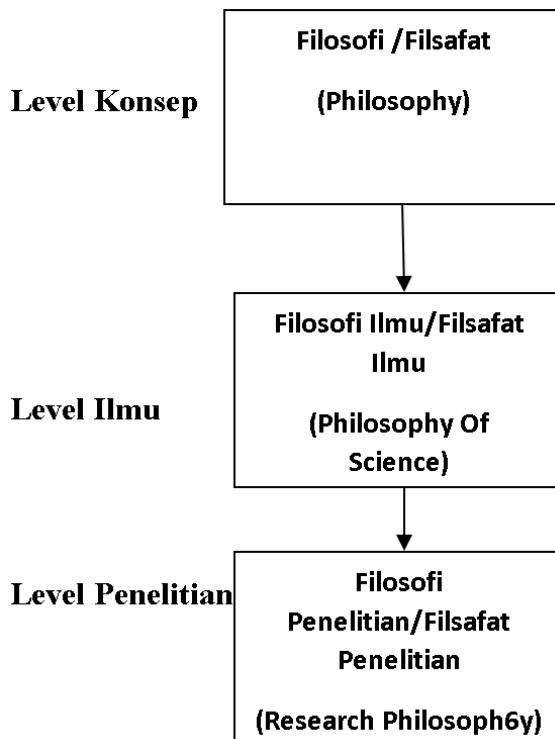 Filosofi /Filsafat
Level Konsep
(Philosophy)
Filosofi Ilmu/Filsafat
Ilmu
Level Ilmu
(Philosophy Of
Science)
Level Penelitian
Filosofi
Penelitian/Filsafat
Penelitian
(Research Philosoph6y)